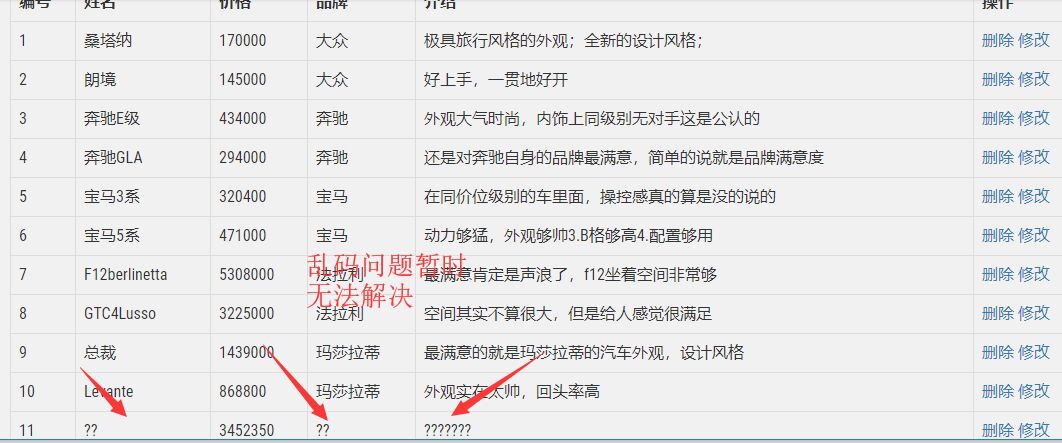 编号 姓名 价格 品牌 介绍 操作
1 桑塔纳 170000 大众 极具旅行风格的外观；全新的设计风格； 删除 修改
2 朗境 145000 大众 好上手，一贯地好开 删除 修改
3 奔驰E级 434000 奔驰 外观大气时尚，内饰上同级别无对手这是公认的 删除 修改
4 奔驰GLA 294000 奔驰 还是对奔驰自身的品牌最满意，简单的说就是品牌满意度 删除 修改
5 宝马3系 320400 宝马 在同价位级别的车里面，操控感真的算是没的说的 删除 修改
6 宝马5系 471000 宝马 动力够猛，外观够帅3.B格够高4.配置够用 删除 修改
乱码问题暂时
7 F12berlinetta 5308000 法拉利 最满意肯定是声浪了，f12坐着空间非常够 删除 修改
无法解决
8 GTC4Lusso 3225000 法拉利 空间其实不算很大，但是给人感觉很满足 删除 修改
9 总裁 1439000 玛莎拉蒂 最满意的就是玛莎拉蒂的汽车外观，设计风格 删除 修改
10 Levante 868800 玛莎拉蒂 外观实在太帅，回头率高 删除 修改
11 ?? 3452350 ?? ??????? 删除 修改